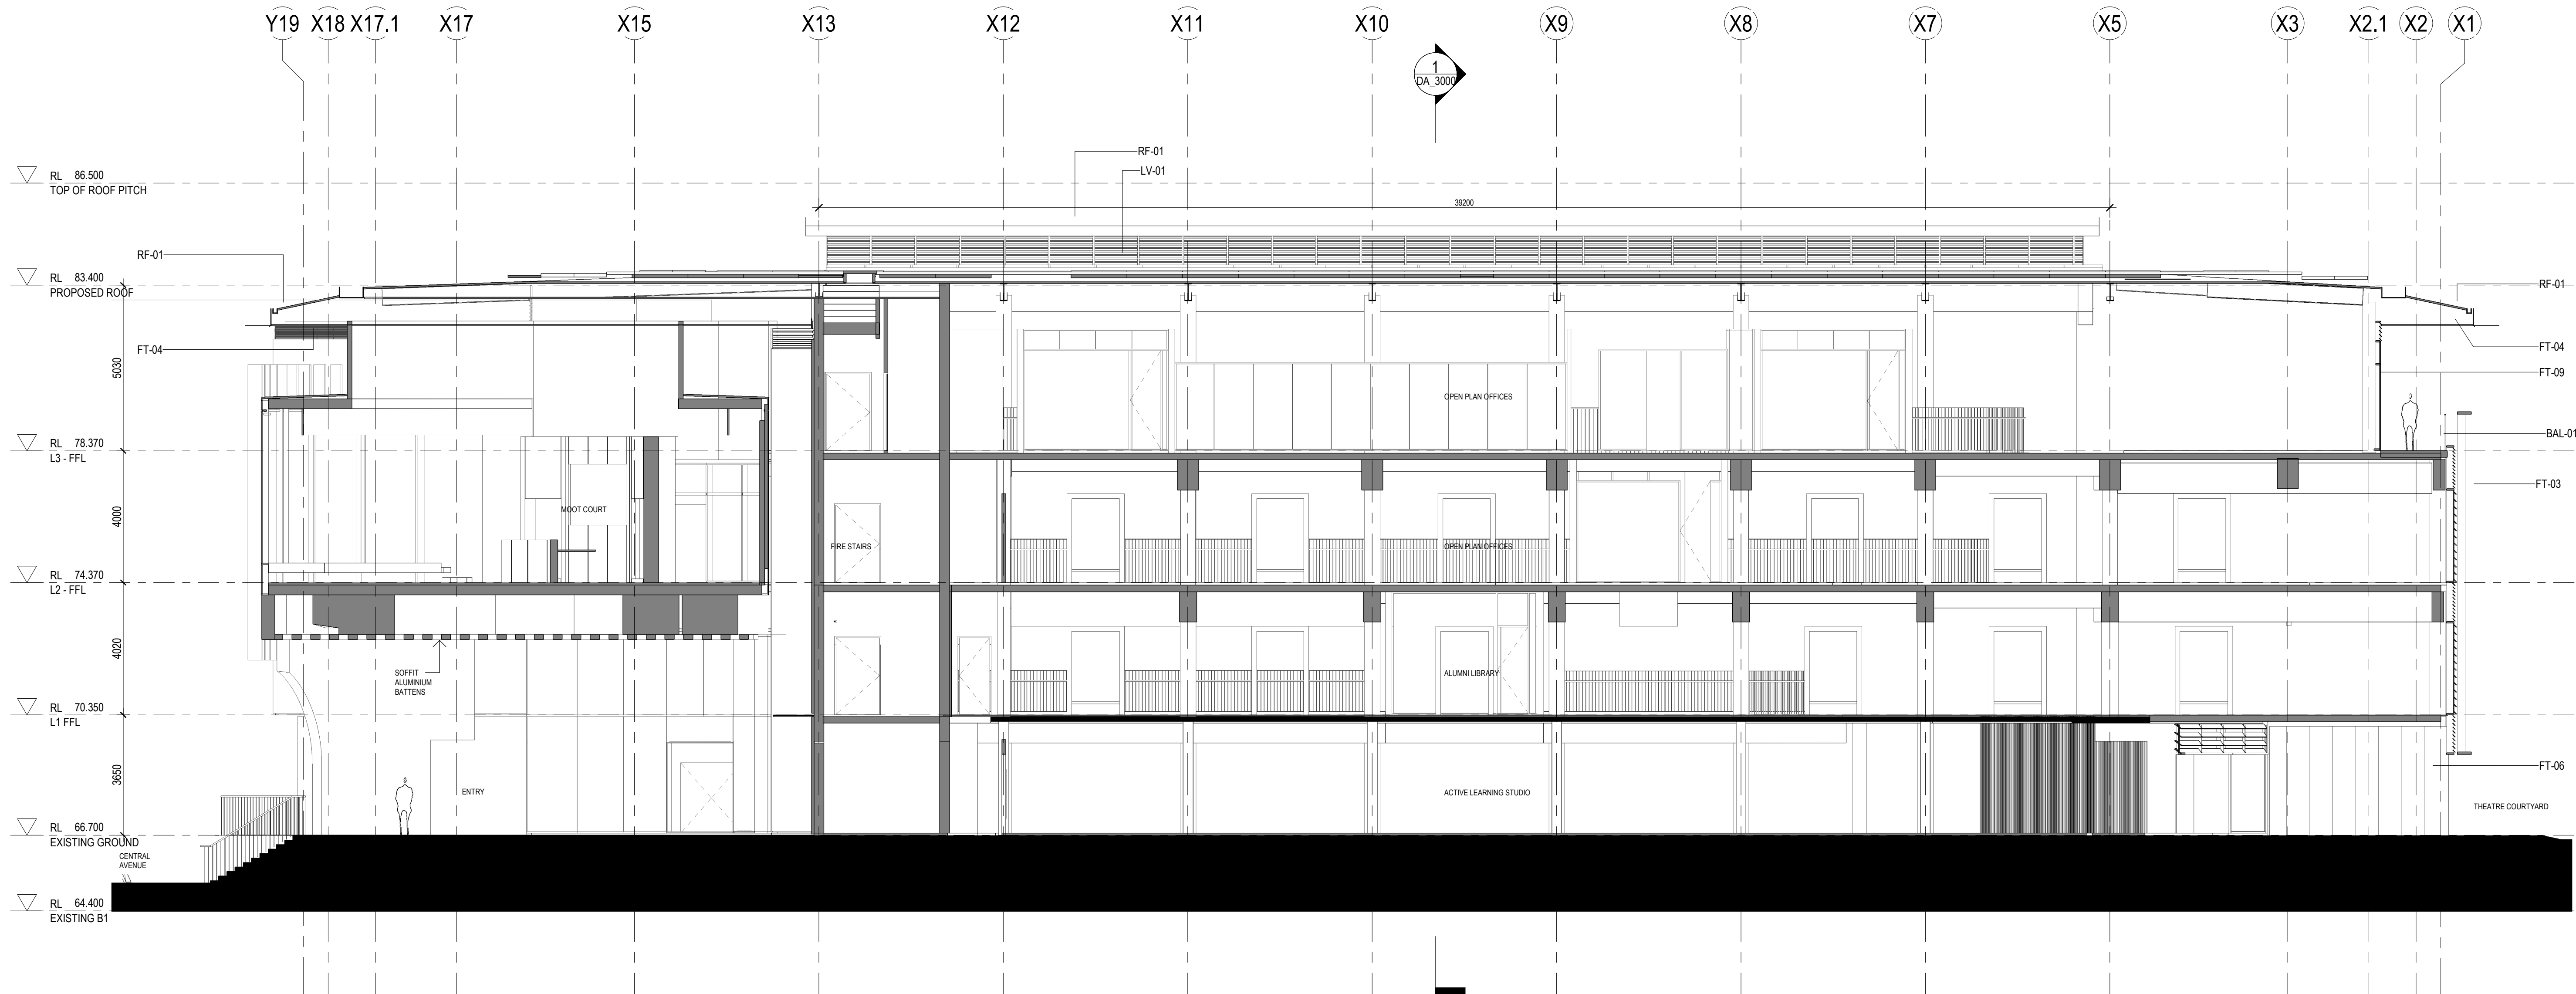 Y19 X18 X17.1 X17 X15 X13 X12 X11 X10 X9 X8 X7 X5 X3 X2.1 X2 X1
1
DA_3000
RF-01
LV-01
RL 86.500
TOP OF ROOF PITCH
39200
RF-01
RL 83.400
PROPOSED ROOF
RF-01
FT-04
FT-04
5030
FT-09
OPEN PLAN OFFICES
BAL-01
RL 78.370
L3 - FFL
FT-03
4000
MOOT COURT
FIRE STAIRS
OPEN PLAN OFFICES
RL 74.370
L2 - FFL
4020
SOFFIT
ALUMINIUM
BATTENS
ALUMNI LIBRARY
RL 70.350
L1 FFL
3650
FT-06
ENTRY
ACTIVE LEARNING STUDIO
THEATRE COURTYARD
RL 66.700
EXISTING GROUND
CENTRAL
AVENUE
RL 64.400
EXISTING B1